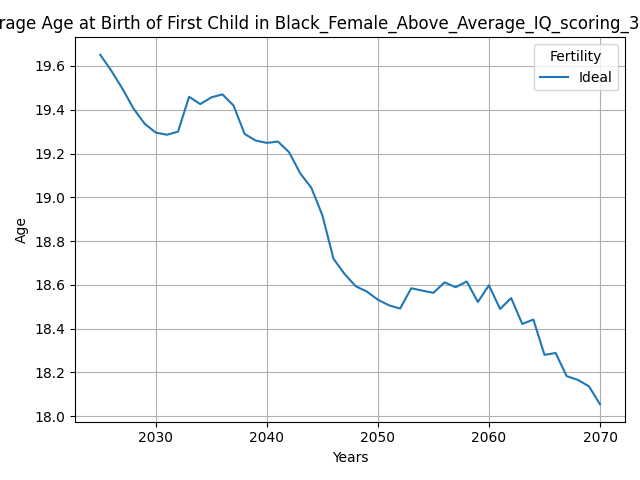 rage Age at Birth of First Child in Black_Female_Above_Average_IQ_scoring_3
Fertility
Ideal
19.6
19.4
19.2
19.0
18.8
18.6
18.4
18.2
18.0
Age
2030 2040 2050 2060 2070
Years